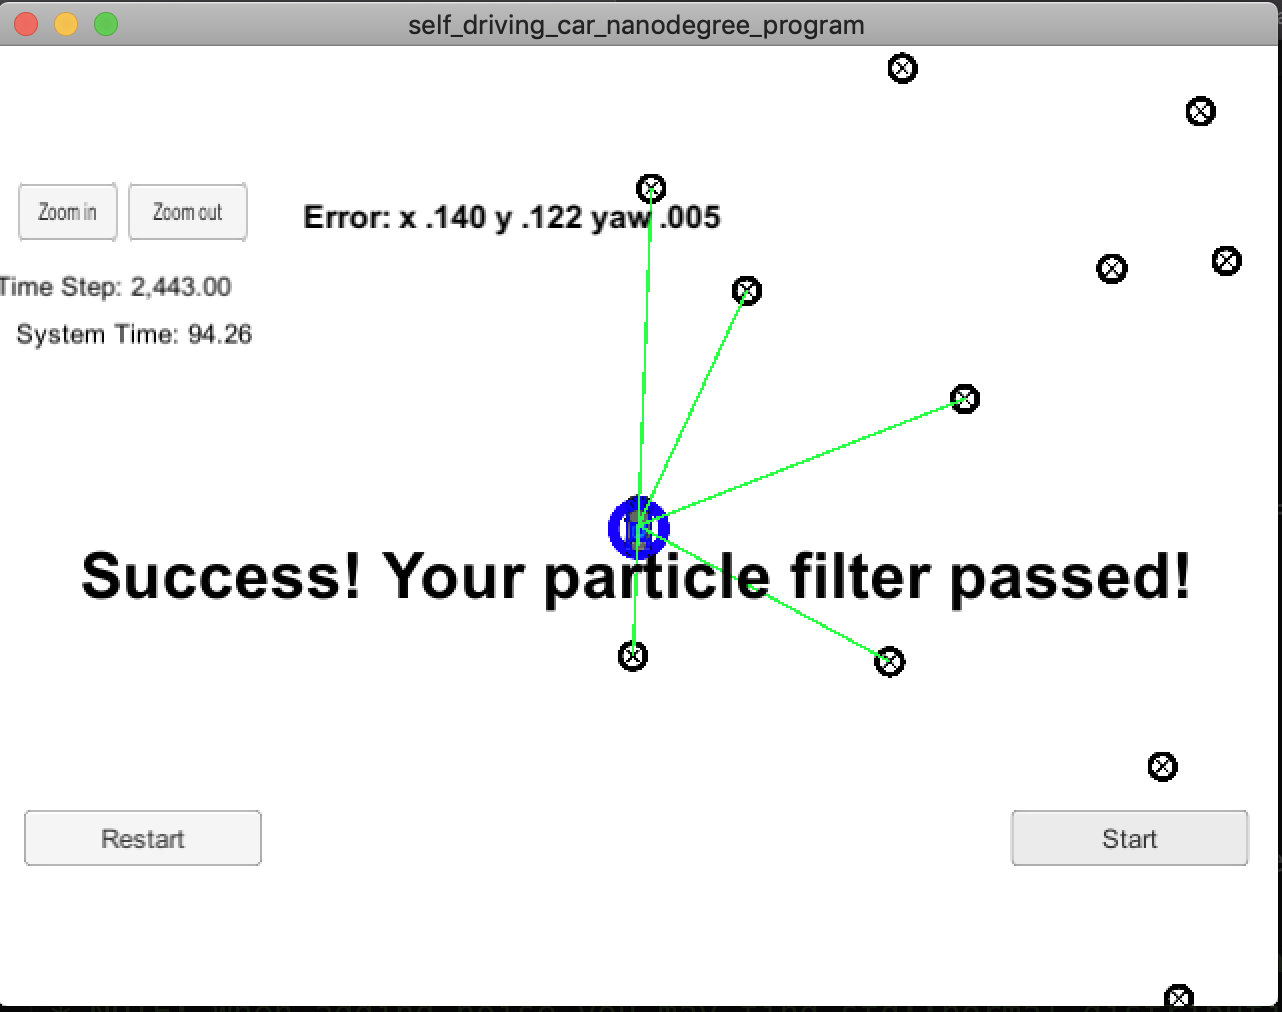 self_driving_car_nanodegree_program
Zoom in
Zoom out
Error: x .140 y .122 yaw .005
Time Step: 2,443.00
System Time: 94.26
Success! Your particle filter passed!
Restart
Start